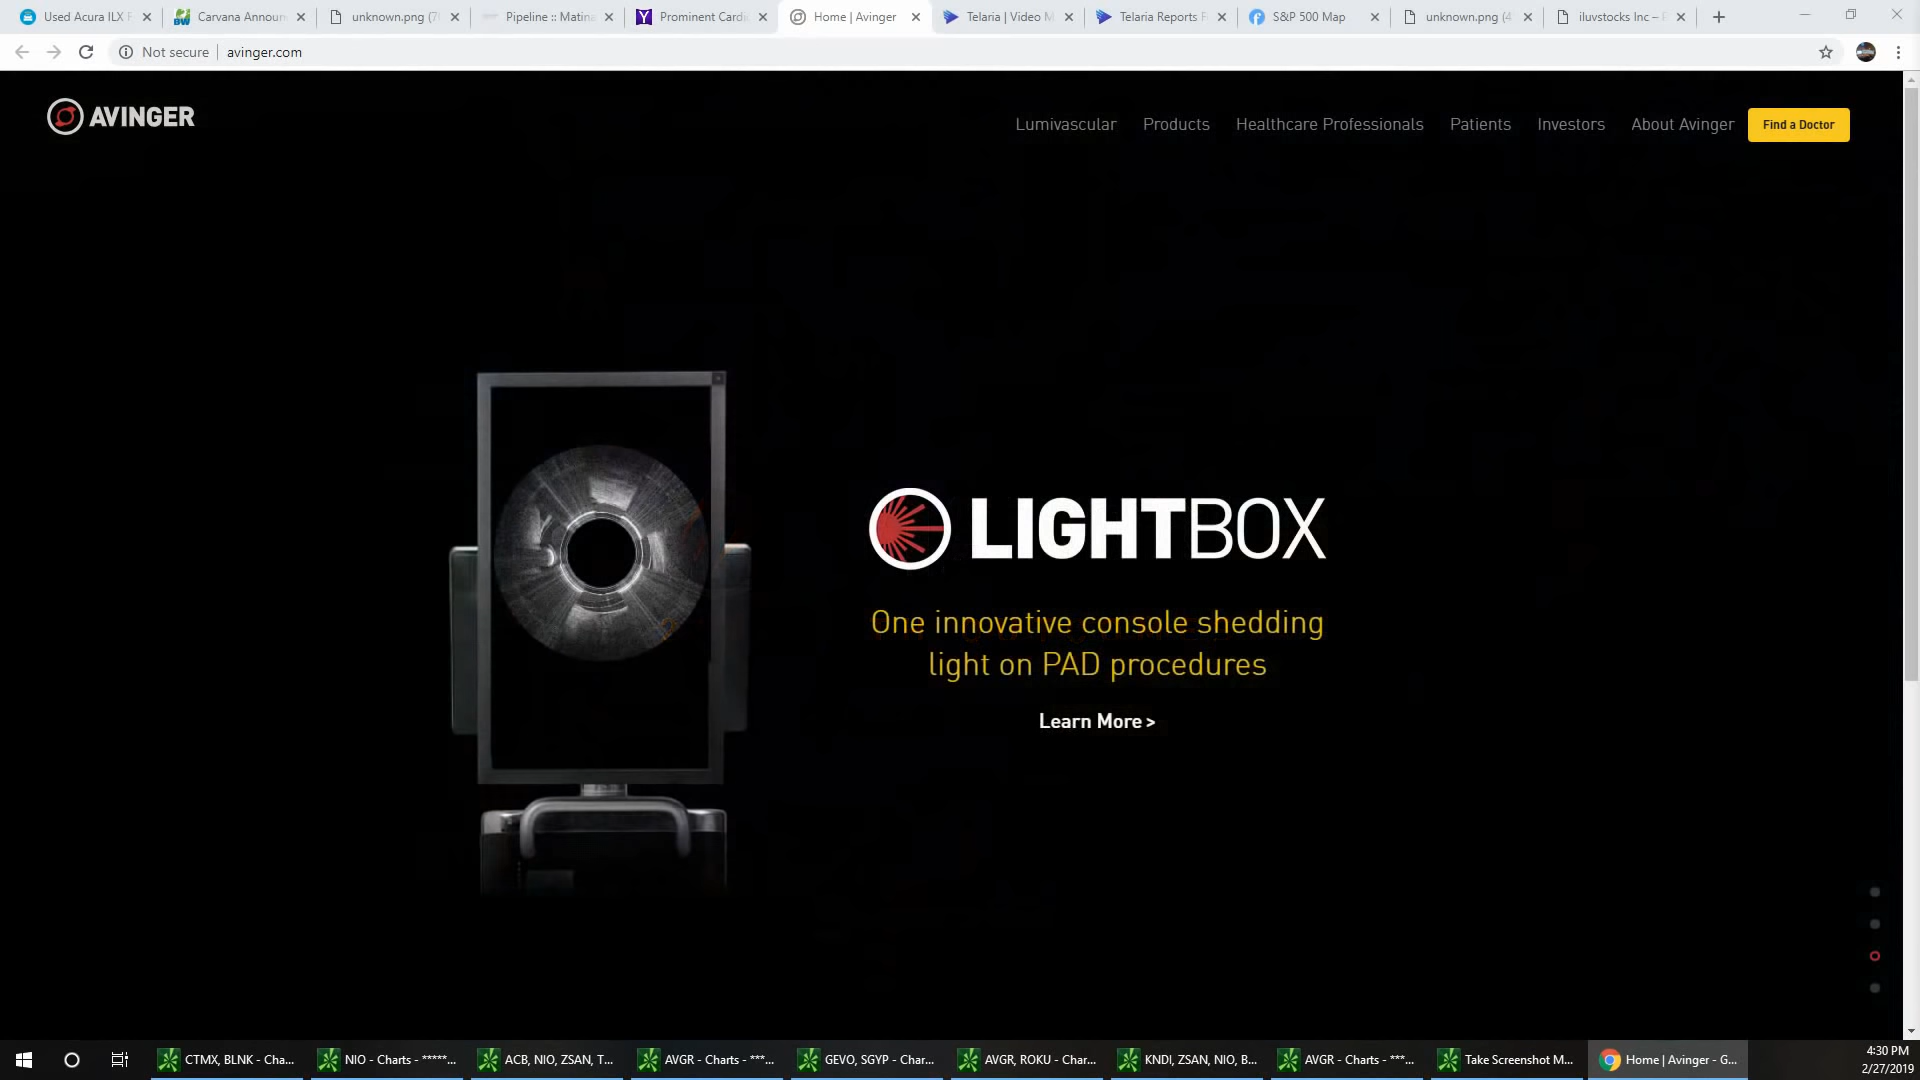 Used Acura ILX F
Carvana Announ
unknown.png (7
Pipeline :: Matina
Prominent Cardi
Home | Avinger
Telaria | Video M
Telaria Reports F
S&P 500 Map
unknown.png (4
iluvstocks Inc –
Not secure
avinger.com
AVINGER
Lumivascular
Products
Healthcare Professionals
Patients
Investors
About Avinger
Find a Doctor
LIGHTBOX
One innovative console shedding
light on PAD procedures
Learn More >
CTMX, BLNK - Cha...
NIO - Charts - *****...
ACB, NIO, ZSAN, T...
AVGR - Charts - ***...
GEVO, SGYP - Char...
AVGR, ROKU - Char...
KNDI, ZSAN, NIO, B...
AVGR - Charts - ***...
Take Screenshot M...
Home | Avinger - G...
4:30 PM
2/27/2019